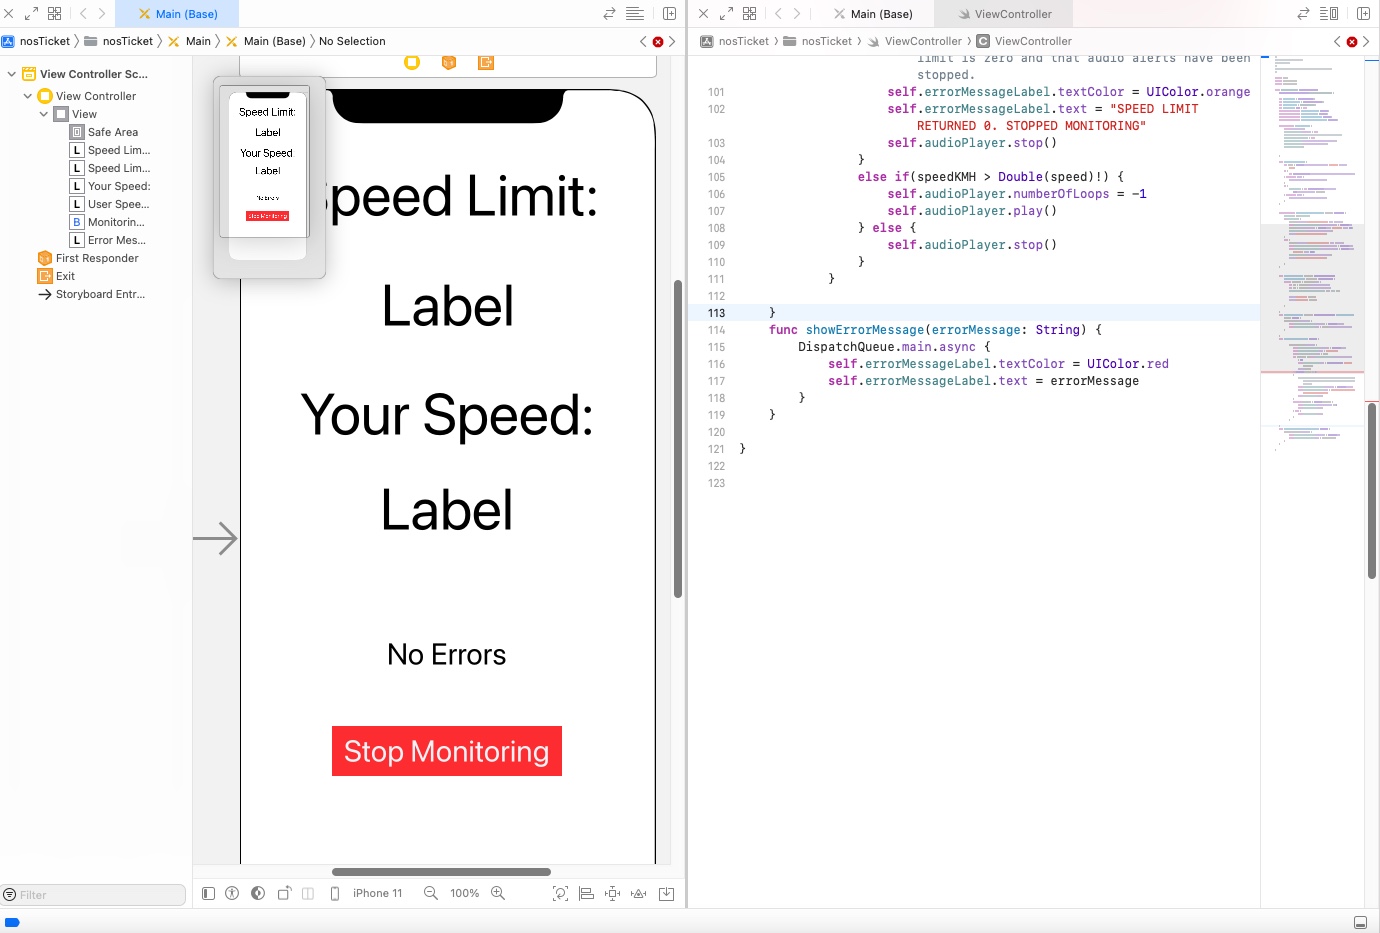 Main (Base)
nosTicket
nosTicket
Main
Main (Base)
No Selection
View Controller Sc...
View Controller
View
Safe Area
L Speed Lim...
L Speed Lim...
L Your Speed:
L User Spee...
B Monitorin...
L Error Mes...
First Responder
Exit
Storyboard Entr...
Filter
Speed Limit:
Label
Your Speed
Label
No Errors
Stop Monitoring
Speed Limit:
Label
Your Speed:
Label
No Errors
Stop Monitoring
iPhone 11
100%
Main (Base)
ViewController
nosTicket
nosTicket
ViewController
C ViewController
limit is zero and that audio alerts have been
stopped.
101 self.errorMessageLabel.textColor = UIColor.orange
102 self.errorMessageLabel.text = "SPEED LIMIT
RETURNED 0. STOPPED MONITORING"
103 self.audioPlayer.stop()
104 }
105 else if(speedKMH > Double(speed)!) {
106 self.audioPlayer.numberOfLoops = -1
107 self.audioPlayer.play()
108 } else {
109 self.audioPlayer.stop()
110 }
111 }
112
113 }
114 func showErrorMessage(errorMessage: String) {
115 DispatchQueue.main.async {
116 self.errorMessageLabel.textColor = UIColor.red
117 self.errorMessageLabel.text = errorMessage
118 }
119 }
120
121 }
122
123